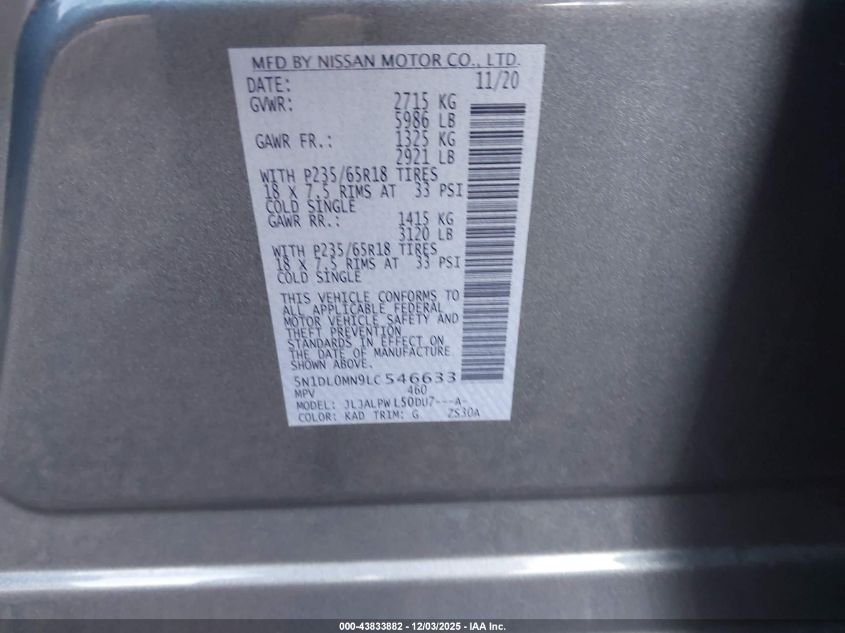 MFD BY NISSAN MOTOR CO., LTD.
DATE: 11/20
GVWR: 2715 KG
5986 LB
GAWR FR.: 1325 KG
2921 LB
WITH P235/65R18 TIRES
18 X 7.5 RIMS AT 33 PSI
COLD SINGLE
GAWR RR.: 1415 KG
3120 LB
WITH P235/65R18 TIRES
18 X 7.5 RIMS AT 33 PSI
COLD SINGLE
THIS VEHICLE CONFORMS TO
ALL APPLICABLE FEDERAL
MOTOR VEHICLE SAFETY AND
THEFT PREVENTION
STANDARDS IN EFFECT ON
THE DATE OF MANUFACTURE
SHOWN ABOVE.
5N1DL0MN9LC546633
MPV 460
MODEL: JLJALPWL50DU7---A-
COLOR: KAD TRIM: G ZS30A
000-43833882 - 12/03/2025 - IAA Inc.